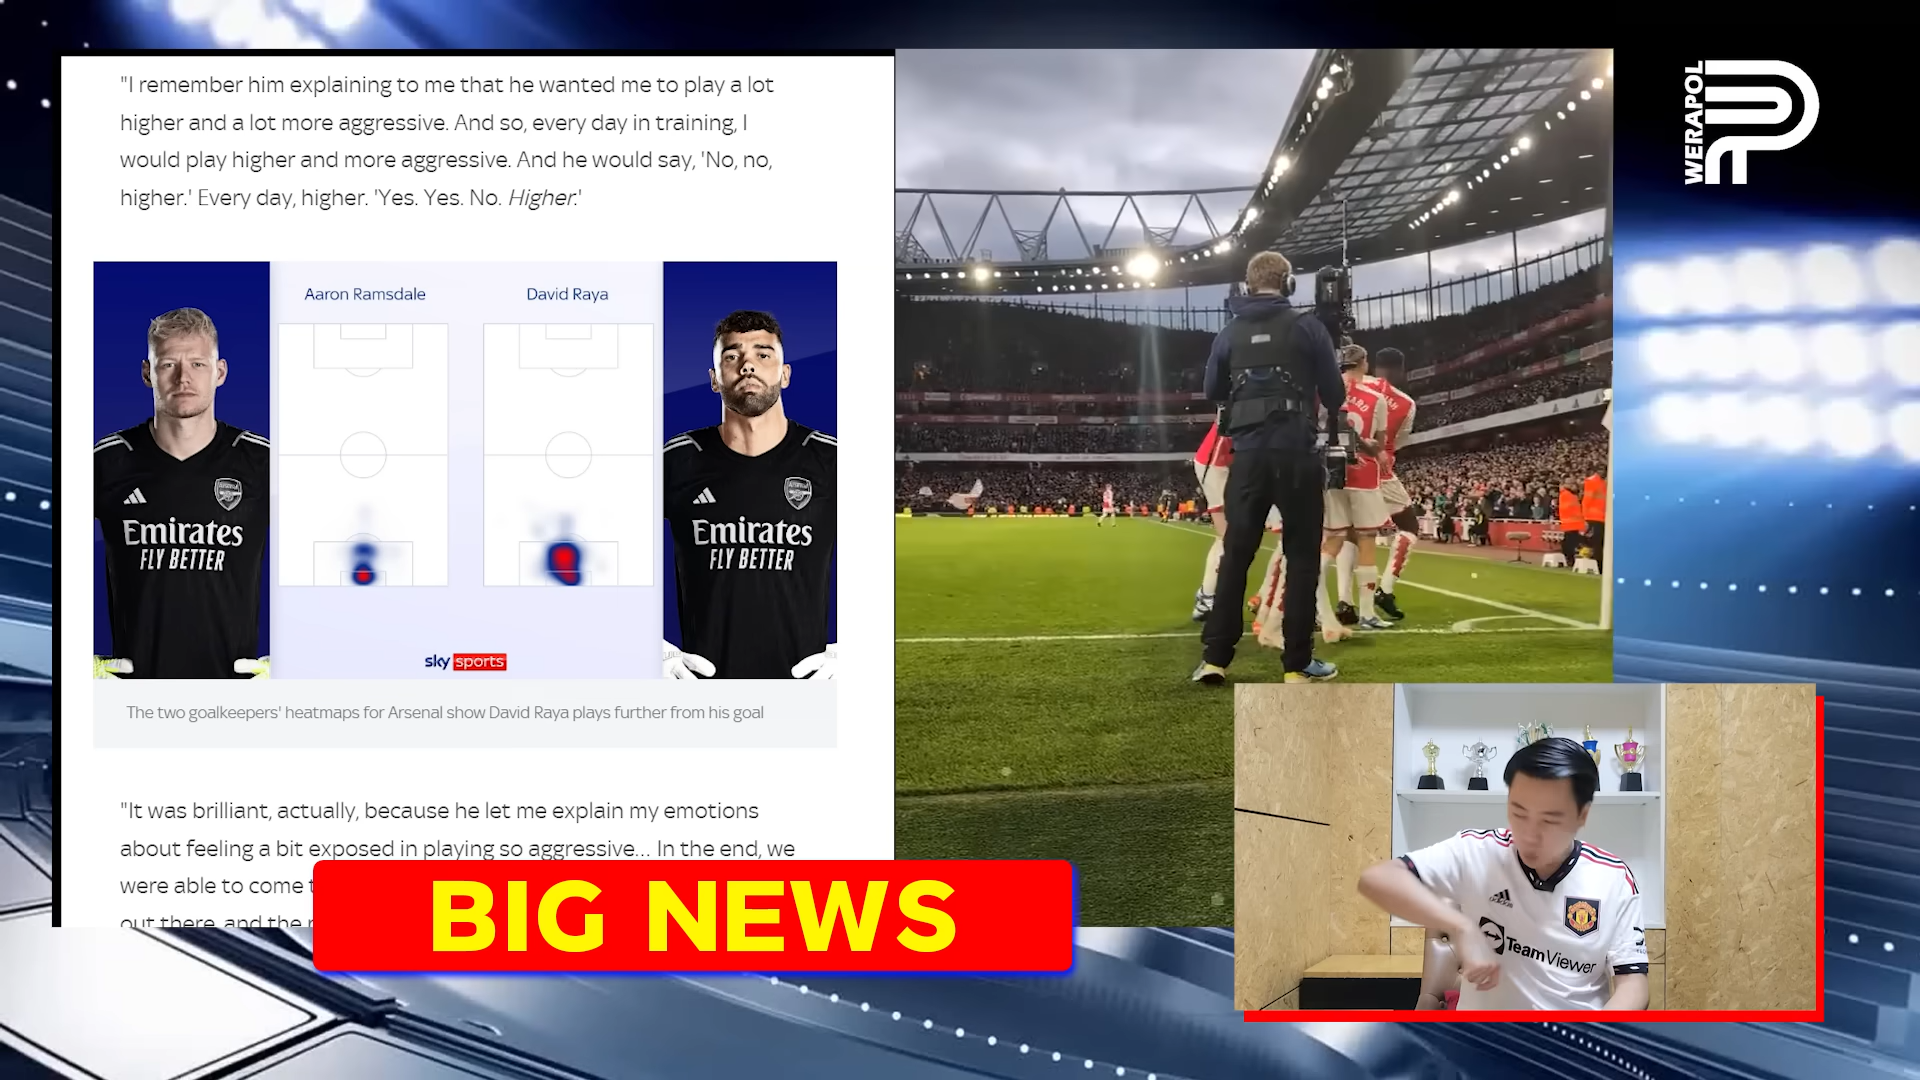 "I remember him explaining to me that he wanted me to play a lot
higher and a lot more aggressive. And so, every day in training, I
would play higher and more aggressive. And he would say, 'No, no,
higher.' Every day, higher. 'Yes. Yes. No. Higher.'
Aaron Ramsdale
David Raya
Emirates
FLY BETTER
Emirates
FLY BETTER
sky sports
The two goalkeepers' heatmaps for Arsenal show David Raya plays further from his goal
"It was brilliant, actually, because he let me explain my emotions
about feeling a bit exposed in playing so aggressive... In the end, we
were able to come
out there, and the
BIG NEWS
WERAPOL
adidas
TeamViewer